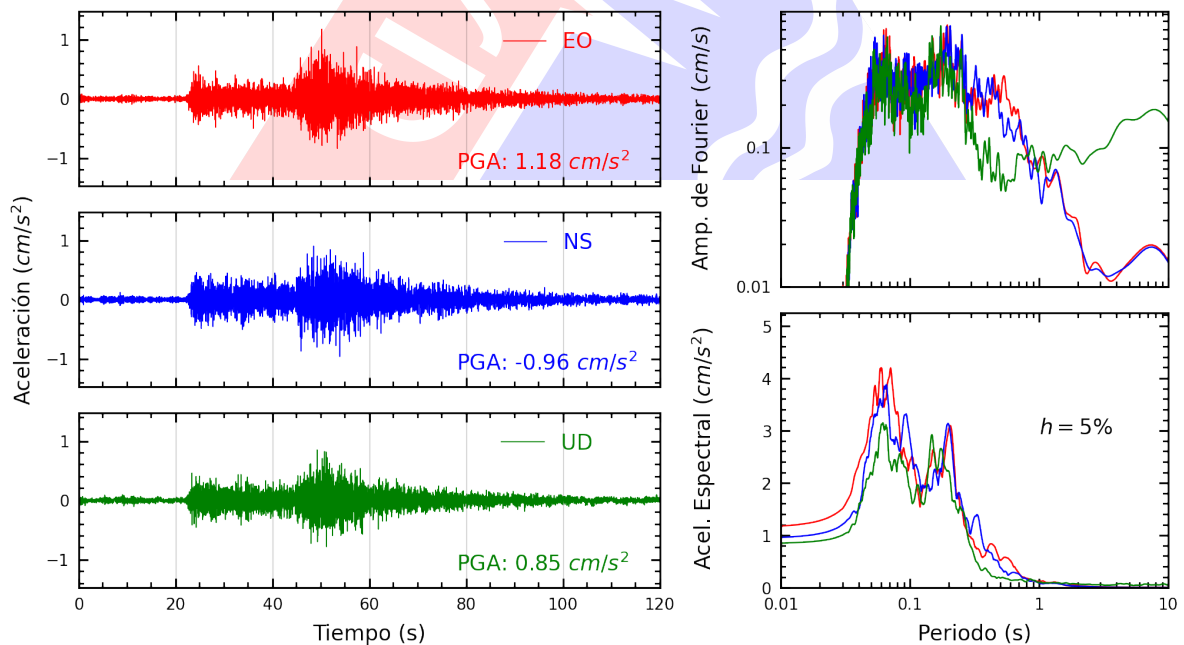 Aceleración (cm/s²)
1
0
−1
EO
PGA: 1.18 cm/s²
1
0
−1
NS
PGA: -0.96 cm/s²
1
0
−1
UD
PGA: 0.85 cm/s²
0 20 40 60 80 100 120
Tiempo (s)
Amp. de Fourier (cm/s)
0.1
0.01
Acel. Espectral (cm/s²)
5
4
3
2
1
0
h = 5%
0.01 0.1 1 10
Periodo (s)